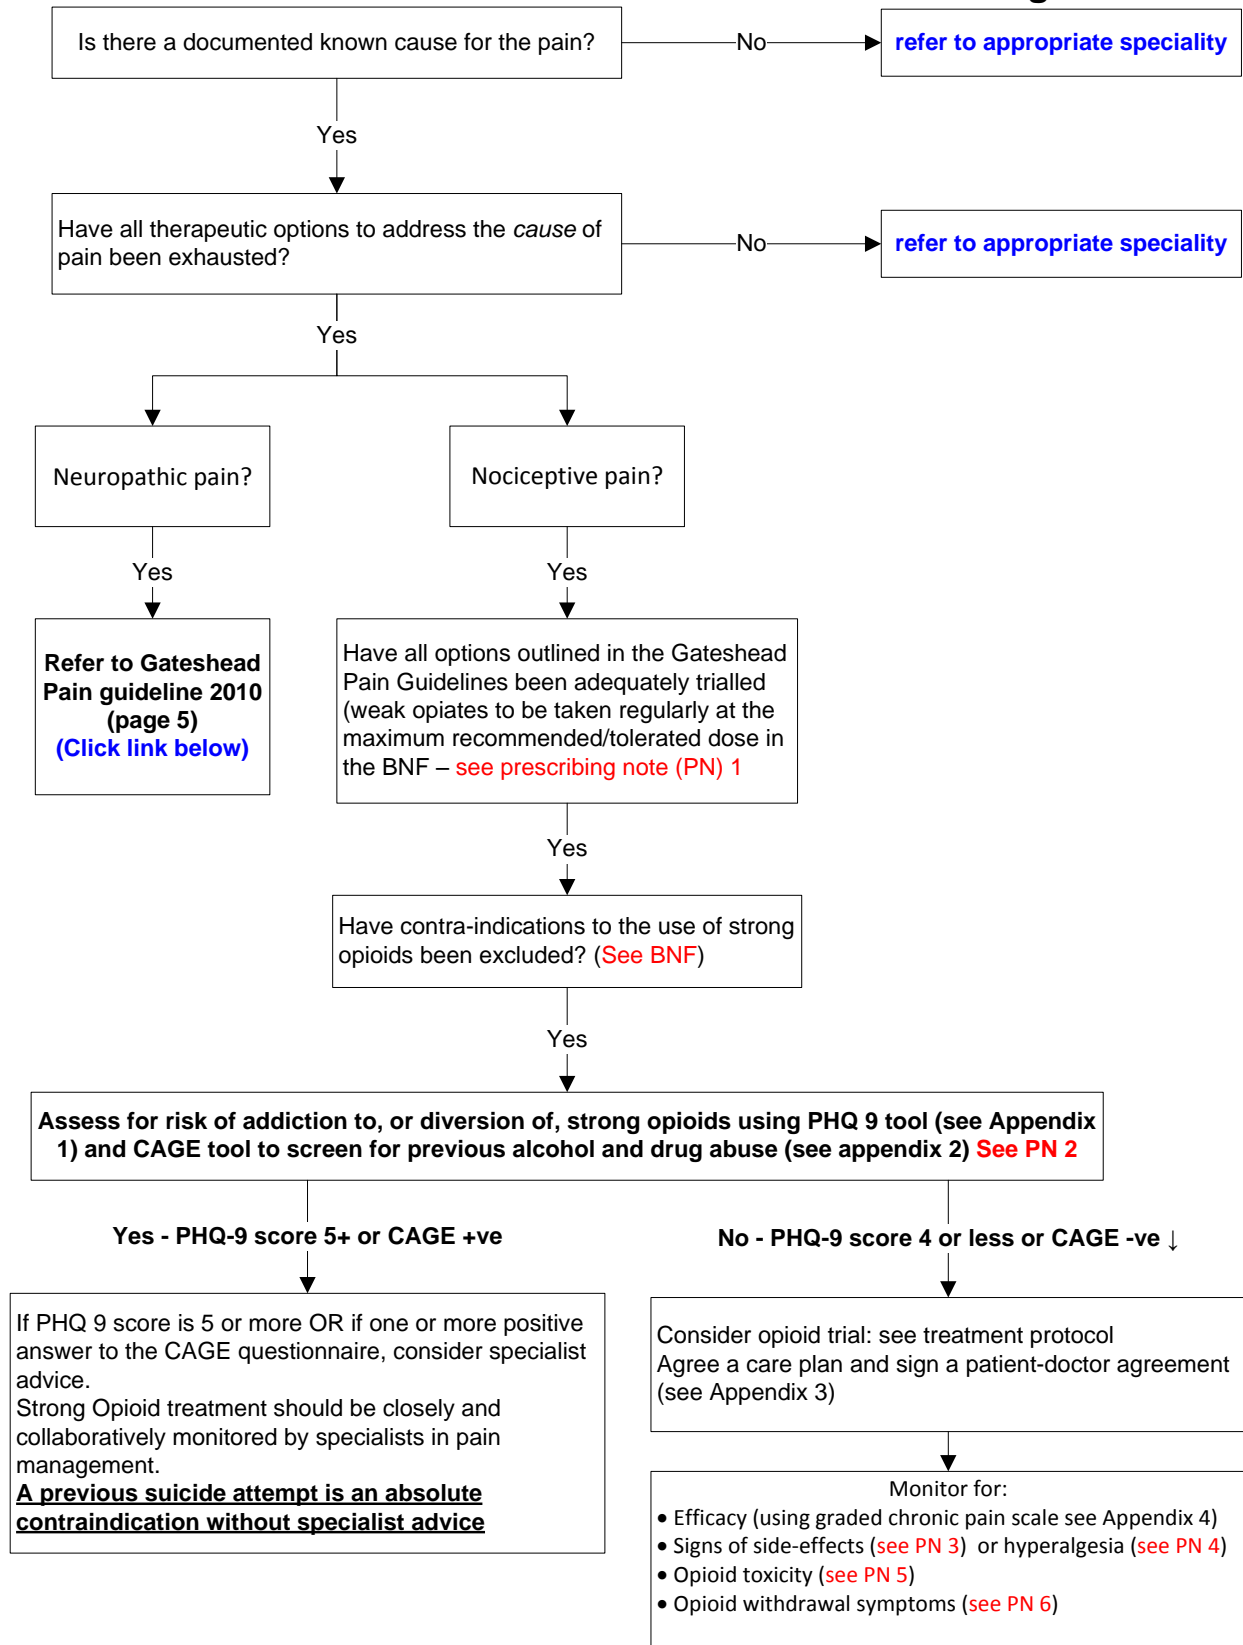 Is there a documented known cause for the pain?
No
refer to appropriate speciality
Yes
Have all therapeutic options to address the cause of
pain been exhausted?
No
refer to appropriate speciality
Yes
Neuropathic pain?
Nociceptive pain?
Yes
Yes
Refer to Gateshead
Pain guideline 2010
(page 5)
(Click link below)
Have all options outlined in the Gateshead
Pain Guidelines been adequately trialled
(weak opiates to be taken regularly at the
maximum recommended/tolerated dose in
the BNF – see prescribing note (PN) 1
Yes
Have contra-indications to the use of strong
opioids been excluded? (See BNF)
Yes
Assess for risk of addiction to, or diversion of, strong opioids using PHQ 9 tool (see Appendix
1) and CAGE tool to screen for previous alcohol and drug abuse (see appendix 2) See PN 2
Yes - PHQ-9 score 5+ or CAGE +ve
No - PHQ-9 score 4 or less or CAGE -ve ↓
If PHQ 9 score is 5 or more OR if one or more positive
answer to the CAGE questionnaire, consider specialist
advice.
Strong Opioid treatment should be closely and
collaboratively monitored by specialists in pain
management.
A previous suicide attempt is an absolute
contraindication without specialist advice
Consider opioid trial: see treatment protocol
Agree a care plan and sign a patient-doctor agreement
(see Appendix 3)
Monitor for:
• Efficacy (using graded chronic pain scale see Appendix 4)
• Signs of side-effects (see PN 3) or hyperalgesia (see PN 4)
• Opioid toxicity (see PN 5)
• Opioid withdrawal symptoms (see PN 6)